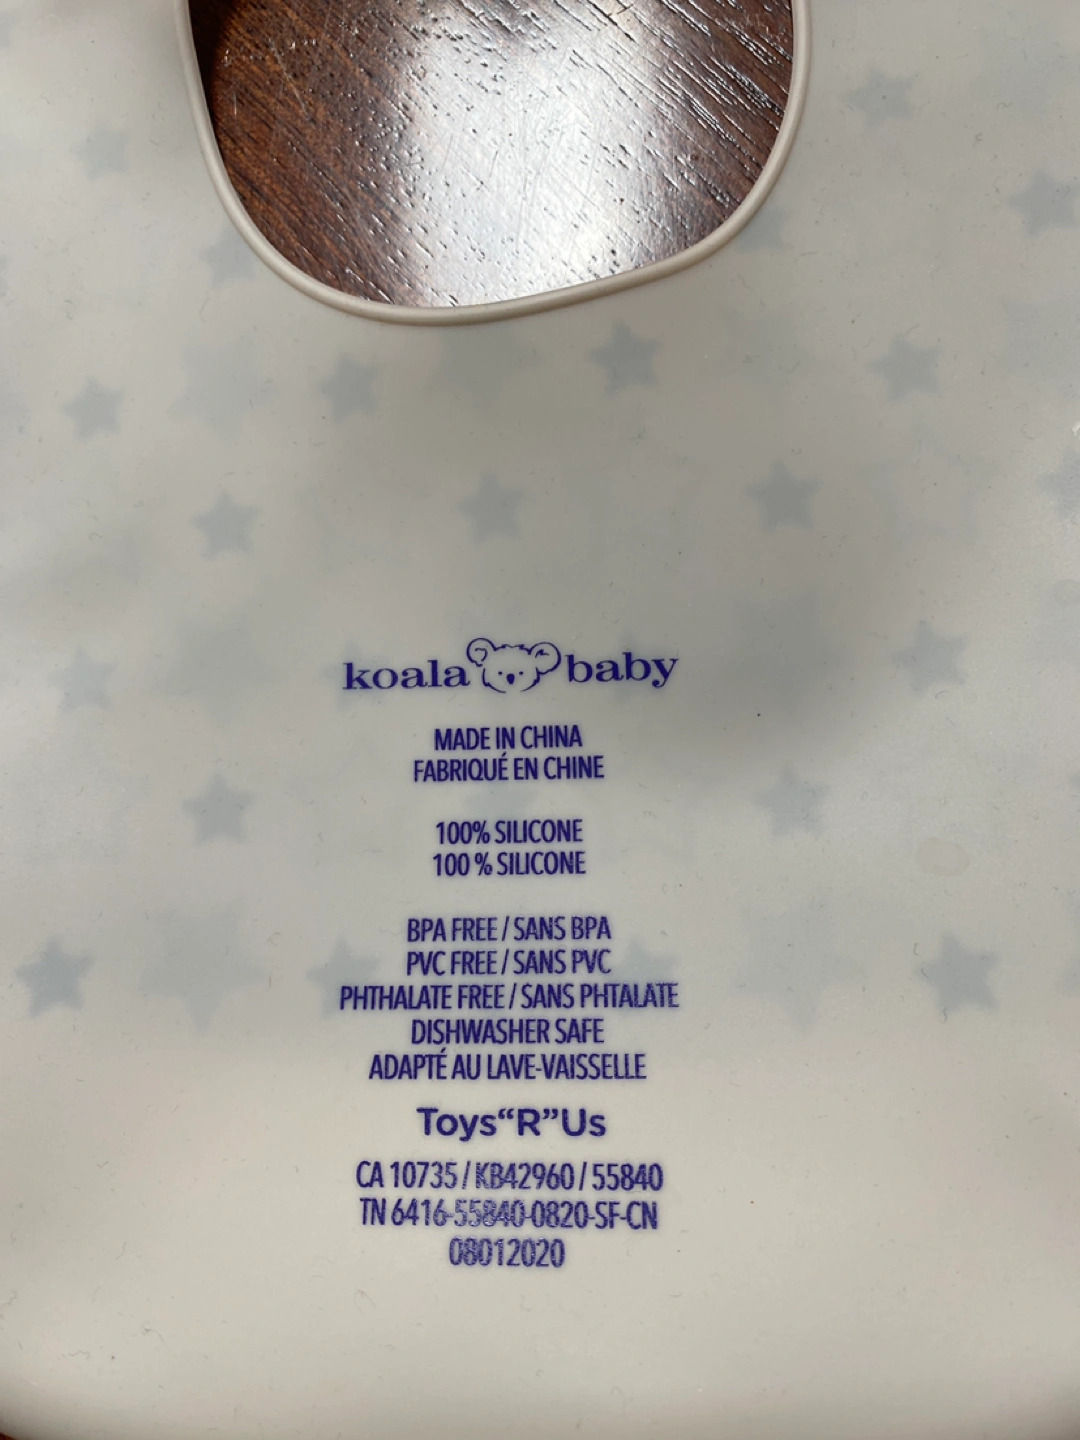 koala baby
MADE IN CHINA
FABRIQUÉ EN CHINE
100% SILICONE
100 % SILICONE
BPA FREE / SANS BPA
PVC FREE / SANS PVC
PHTHALATE FREE / SANS PHTALATE
DISHWASHER SAFE
ADAPTÉ AU LAVE-VAISSELLE
Toys“R”Us
CA 10735 / KB42960 / 55840
TN 6416-55840-0820-SF-CN
08012020